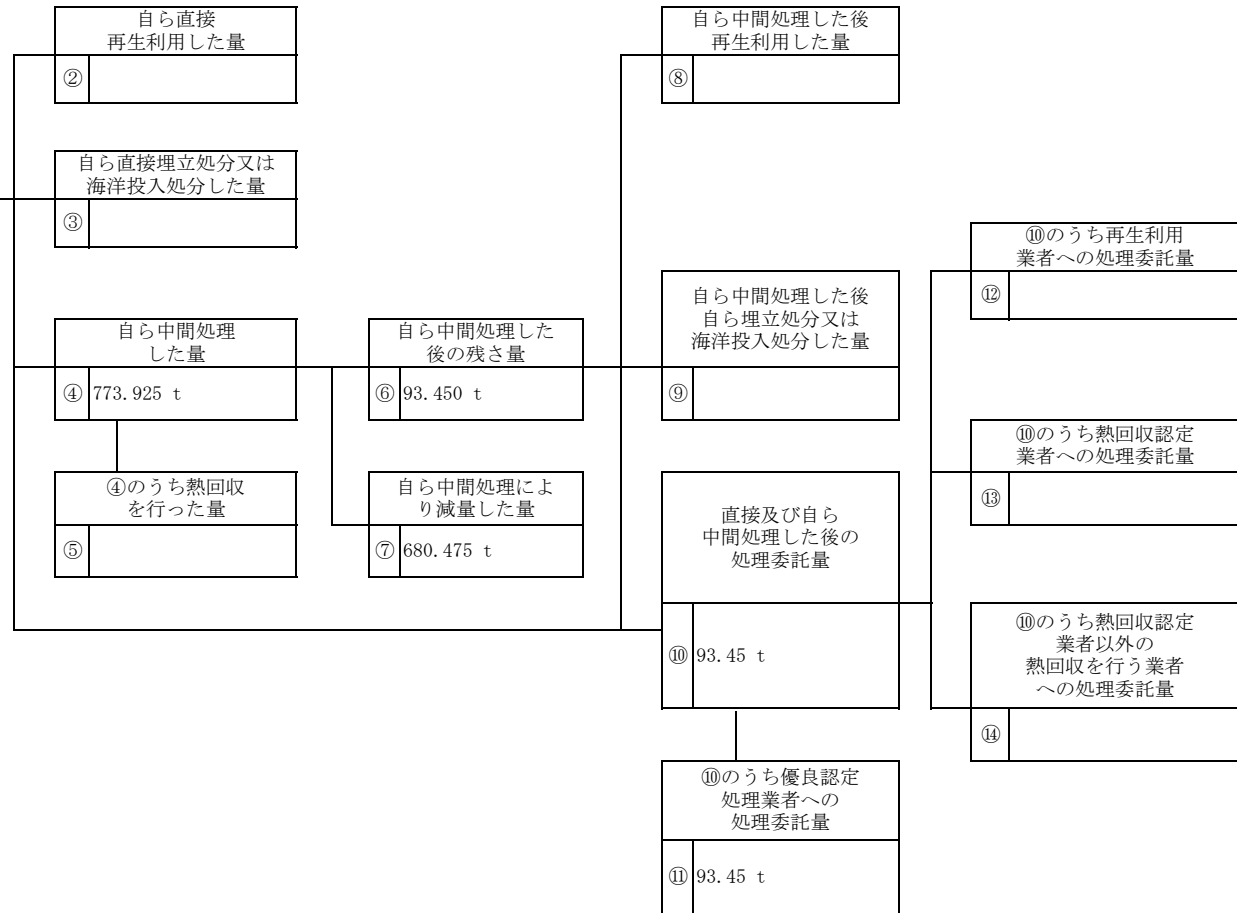 自ら直接
再生利用した量
②
自ら直接埋立処分又は
海洋投入処分した量
③
自ら中間処理
した量
④ 773.925 t
④のうち熱回収
を行った量
⑤
自ら中間処理した
後の残さ量
⑥ 93.450 t
自ら中間処理によ
り減量した量
⑦ 680.475 t
自ら中間処理した後
再生利用した量
⑧
自ら中間処理した後
自ら埋立処分又は
海洋投入処分した量
⑨
直接及び自ら
中間処理した後の
処理委託量
⑩ 93.45 t
⑩のうち優良認定
処理業者への
処理委託量
⑪ 93.45 t
⑩のうち再生利用
業者への処理委託量
⑫
⑩のうち熱回収認定
業者への処理委託量
⑬
⑩のうち熱回収認定
業者以外の
熱回収を行う業者
への処理委託量
⑭